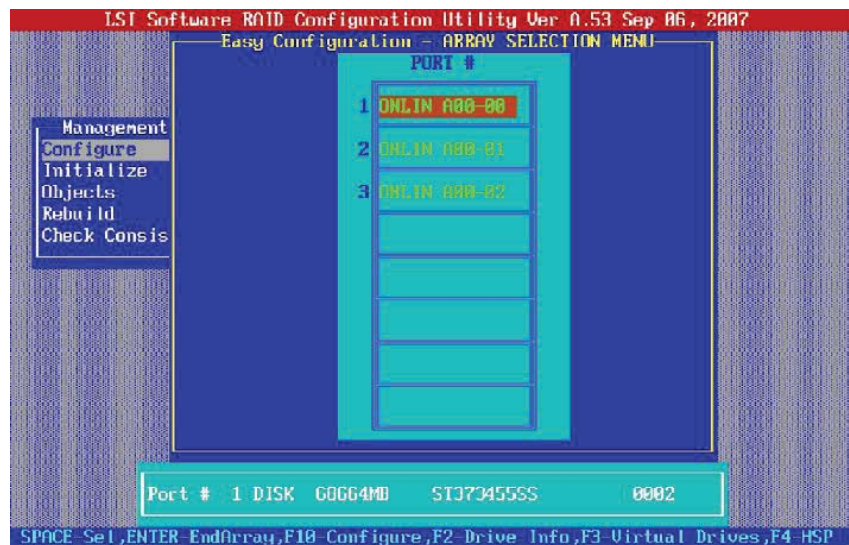 LSI Software RAID Configuration Utility Ver A.53 Sep 06, 2007
Easy Configuration - ARRAY SELECTION MENU
PORT #
1 ONLIN A00-00
2 ONLIN A00-01
3 ONLIN A00-02
Management
Configure
Initialize
Objects
Rebuild
Check Consis
Port # 1 DISK 68664MB ST373455SS 0002
SPACE-Sel,ENTER-EndArray,F10-Configure,F2-Drive Info,F3-Virtual Drives,F4-HSP